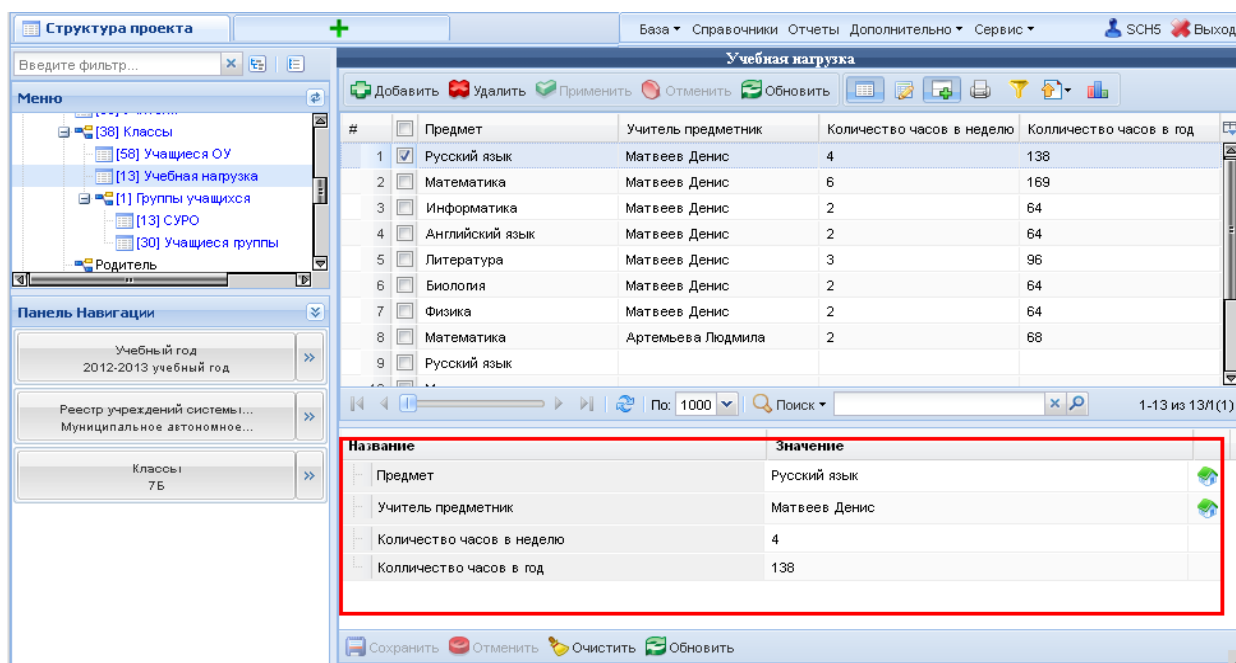 Структура проекта
База Справочники Отчеты Дополнительно Сервис SCH5 Выход
Введите фильтр...
Меню
[38] Классы
[58] Учащиеся ОУ
[13] Учебная нагрузка
[1] Группы учащихся
[13] СУРО
[30] Учащиеся группы
Родитель
Панель Навигации
Учебный год
2012-2013 учебный год
Реестр учреждений системы...
Муниципальное автономное...
Классы
7Б
Учебная нагрузка
Добавить Удалить Применить Отменить Обновить
# Предмет Учитель предметник Количество часов в неделю Колличество часов в год
1 Русский язык Матвеев Денис 4 138
2 Математика Матвеев Денис 6 169
3 Информатика Матвеев Денис 2 64
4 Английский язык Матвеев Денис 2 64
5 Литература Матвеев Денис 3 96
6 Биология Матвеев Денис 2 64
7 Физика Матвеев Денис 2 64
8 Математика Артемьева Людмила 2 68
9 Русский язык
По: 1000 Поиск 1-13 из 13/1(1)
Название Значение
Предмет Русский язык
Учитель предметник Матвеев Денис
Количество часов в неделю 4
Колличество часов в год 138
Сохранить Отменить Очистить Обновить